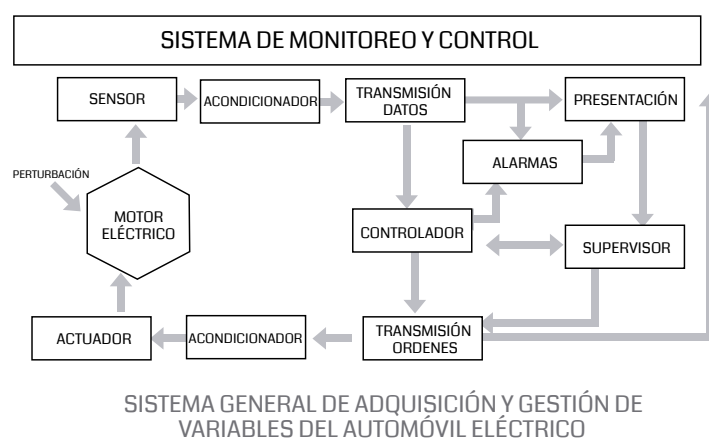 SISTEMA DE MONITOREO Y CONTROL
SENSOR
ACONDICIONADOR
TRANSMISIÓN
DATOS
PRESENTACIÓN
ALARMAS
PERTURBACIÓN
MOTOR
ELÉCTRICO
CONTROLADOR
SUPERVISOR
ACTUADOR
ACONDICIONADOR
TRANSMISIÓN
ORDENES
SISTEMA GENERAL DE ADQUISICIÓN Y GESTIÓN DE
VARIABLES DEL AUTOMÓVIL ELÉCTRICO